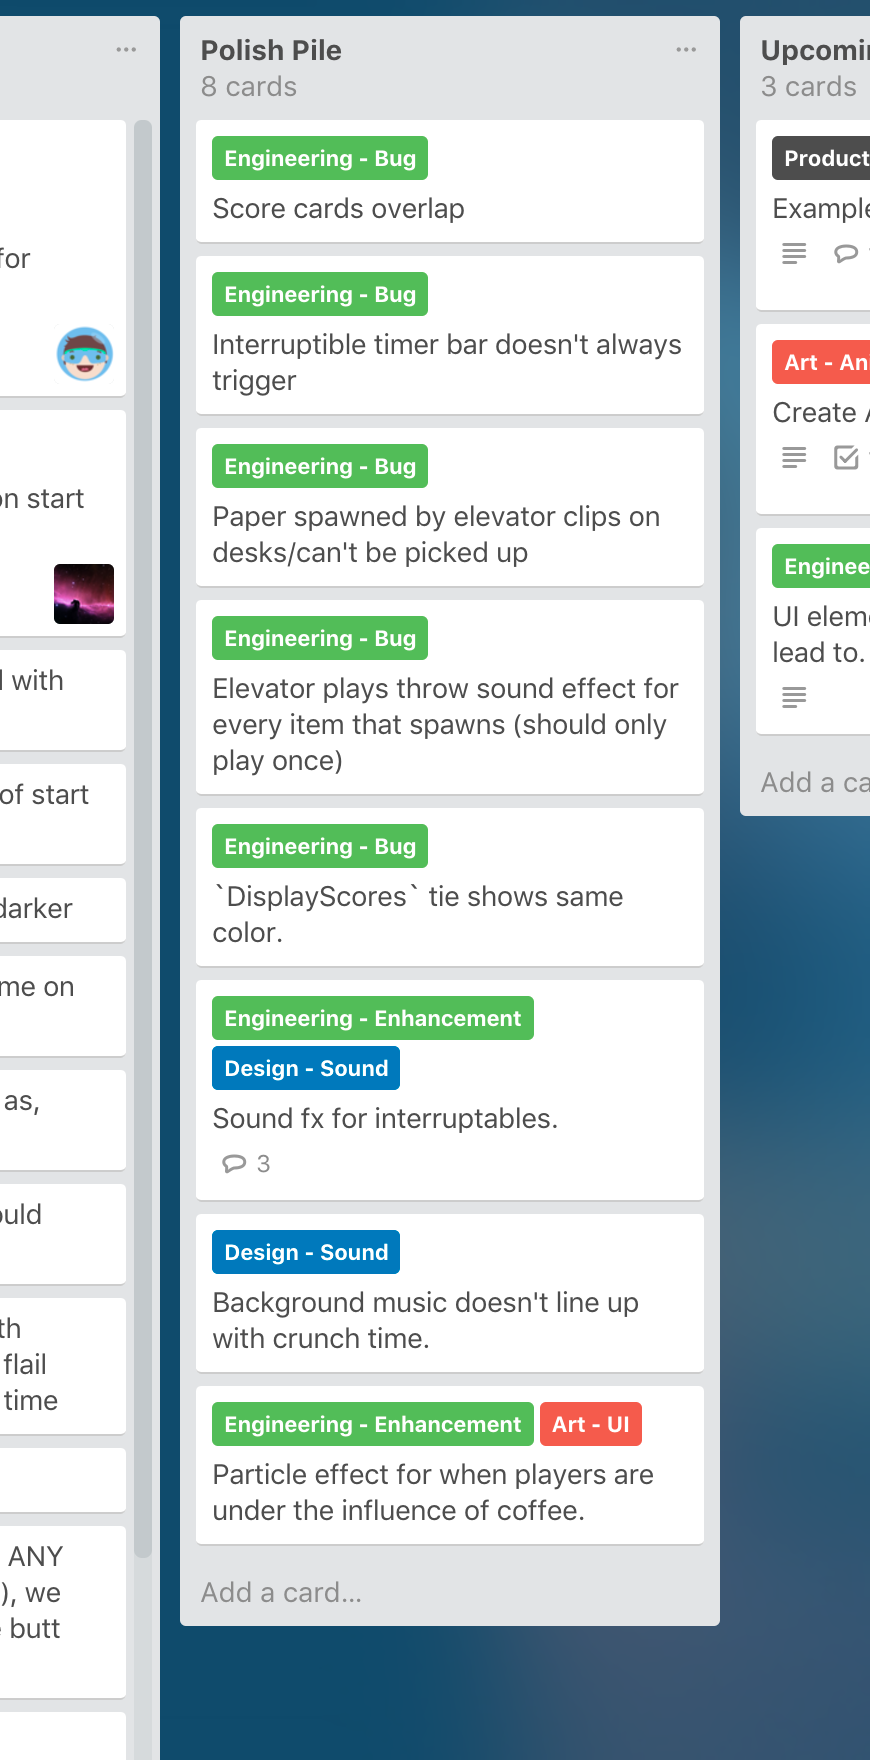 for
on start
with
of start
darker
me on
as,
th
flail
time
ANY
), we
butt
Polish Pile
8 cards
Engineering - Bug
Score cards overlap
Engineering - Bug
Interruptible timer bar doesn't always
trigger
Engineering - Bug
Paper spawned by elevator clips on
desks/can't be picked up
Engineering - Bug
Elevator plays throw sound effect for
every item that spawns (should only
play once)
Engineering - Bug
`DisplayScores` tie shows same
color.
Engineering - Enhancement
Design - Sound
Sound fx for interruptables.
3
Design - Sound
Background music doesn't line up
with crunch time.
Engineering - Enhancement Art - UI
Particle effect for when players are
under the influence of coffee.
Add a card...
3 cards
Product
Example
Art -
Create
UI
lead to.
Add a